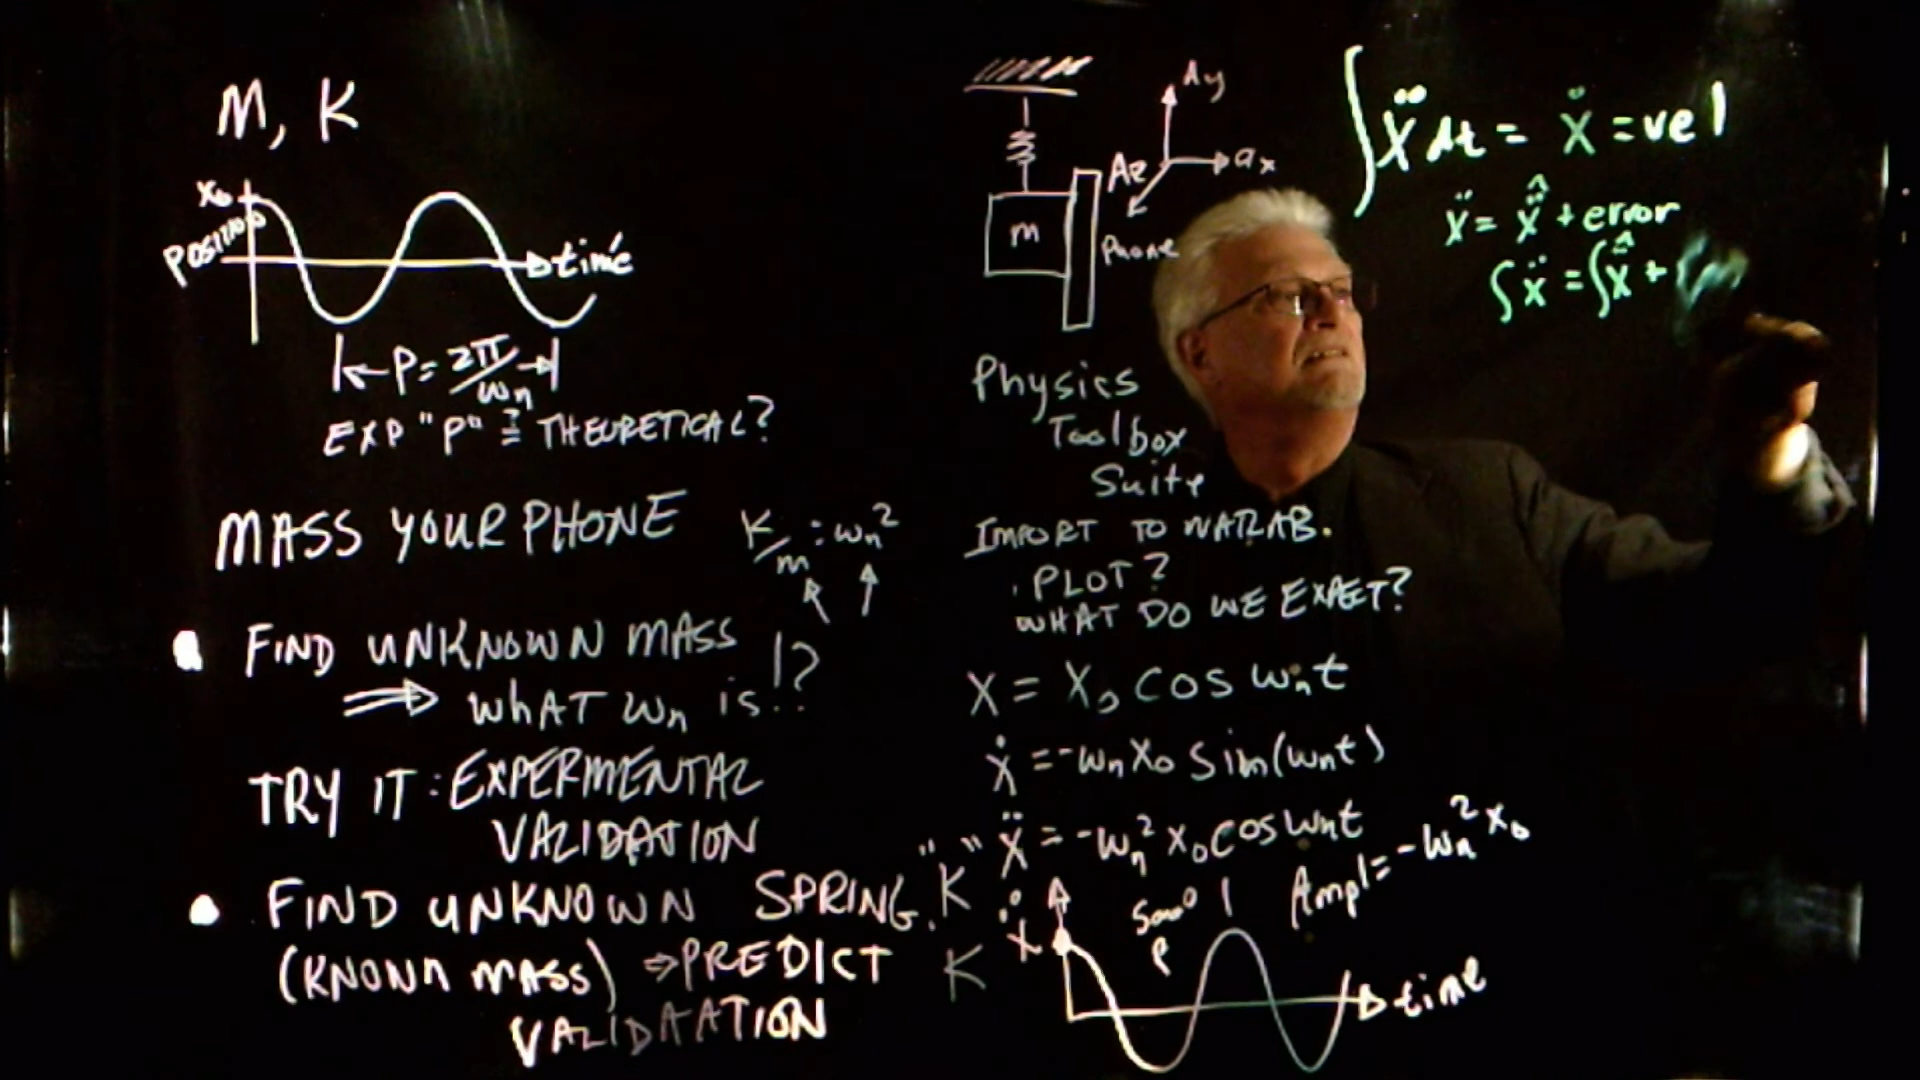 M, K
x₀
POSITION
time
P = 2π/ωn
EXP "P" ≟ THEORETICAL?
MASS YOUR PHONE
K/m = ωn²
FIND UNKNOWN MASS
⇒ WHAT ωn is!?
TRY IT: EXPERMENTAL
VALIDATION
FIND UNKNOWN SPRING. "K"
(KNOWN MASS) ⇒ PREDICT K
VALIDAATION
m
Phone
Ay
ax
Az
Physics
Toolbox
Suite
IMPORT TO MATLAB.
. PLOT?
WHAT DO WE EXPECT?
X = X₀ COS ωnt
ẋ = -ωn X₀ Sin(ωnt)
ẍ = -ωn² X₀ COS ωnt
Ampl = -ωn² X₀
ẍ
P
time
∫ẍ dt = ẋ = vel
ẍ = ẍ̂ + error
∫ẍ = ∫ẍ̂ +